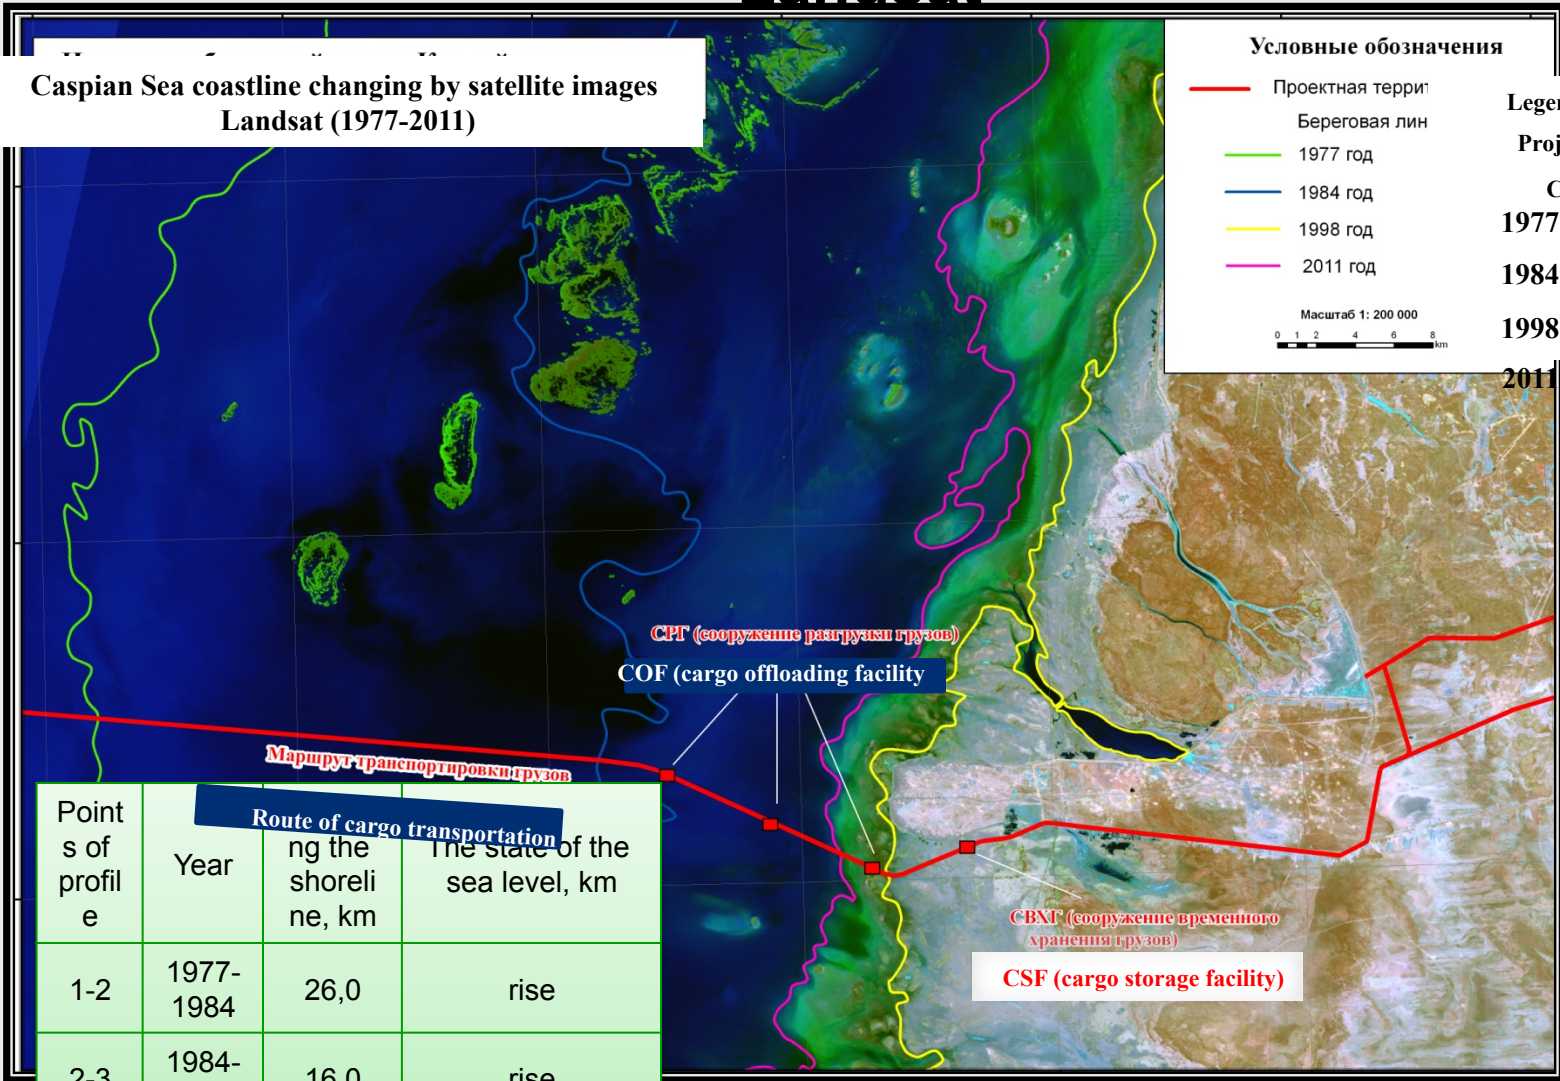 Caspian Sea coastline changing by satellite images
Landsat (1977-2011)
Условные обозначения
Проектная
Береговая
1977 год
1984 год
1998 год
2011 год
Масштаб 1: 200 000
0 1 2 4 6 8
km
1977
1984
1998
2011
СРГ (сооружение разгрузки грузов)
COF (cargo offloading facility
Маршрут транспортировки грузов
Route of cargo transportation
СВХГ (сооружение временного
хранения грузов)
CSF (cargo storage facility)
Point
s of
profil
e
Year
ng the
shoreli
ne, km
The state of the
sea level, km
1-2
1977-
1984
26,0
rise
2-3
1984-
16,0
rise